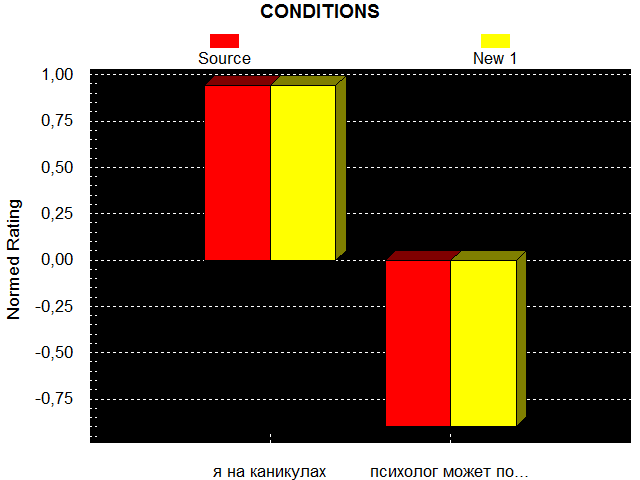 CONDITIONS
Source
New 1
Normed Rating
1,00
0,75
0,50
0,25
0,00
-0,25
-0,50
-0,75
я на каникулах
психолог может по...